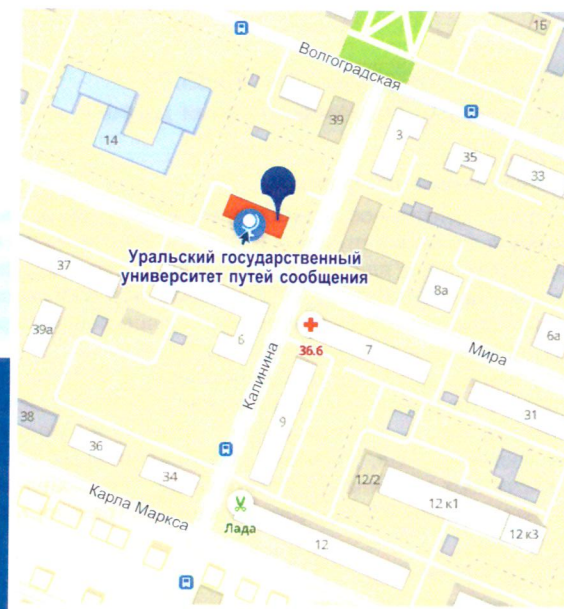 1Б
Волгоградская
39
3
14
35
33
Уральский государственный
университет путей сообщения
37
8а
6а
39а
6
36.6
7
Мира
Калинина
31
38
9
36
34
12/2
Карла Маркса
12 к1
Лада
12
12 к3